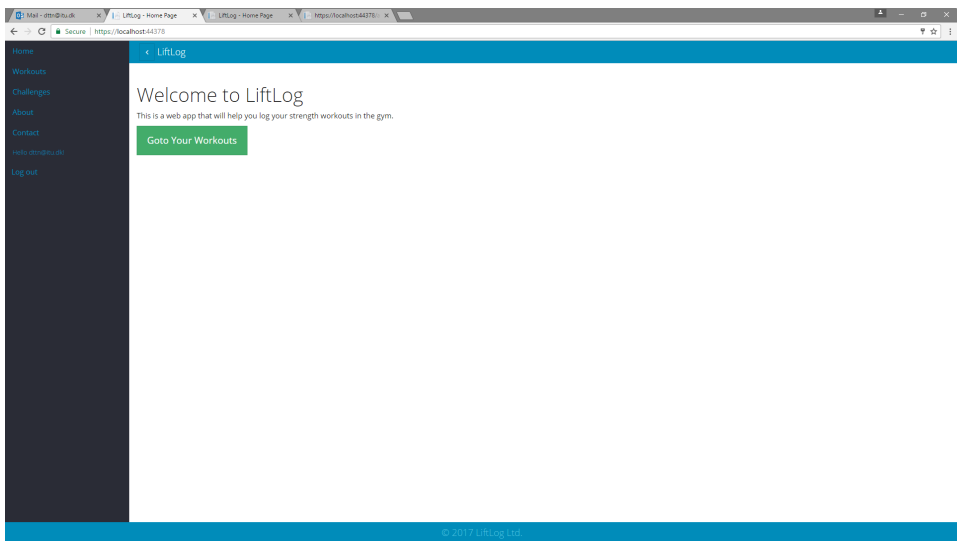 Mail - dttn@itu.dk
LiftLog - Home Page
LiftLog - Home Page
https://localhost:44378/
Secure | https://localhost:44378
Home
Workouts
Challenges
About
Contact
Hello dttn@itu.dk!
Log out
‹ LiftLog
Welcome to LiftLog
This is a web app that will help you log your strength workouts in the gym.
Goto Your Workouts
© 2017 LiftLog Ltd.